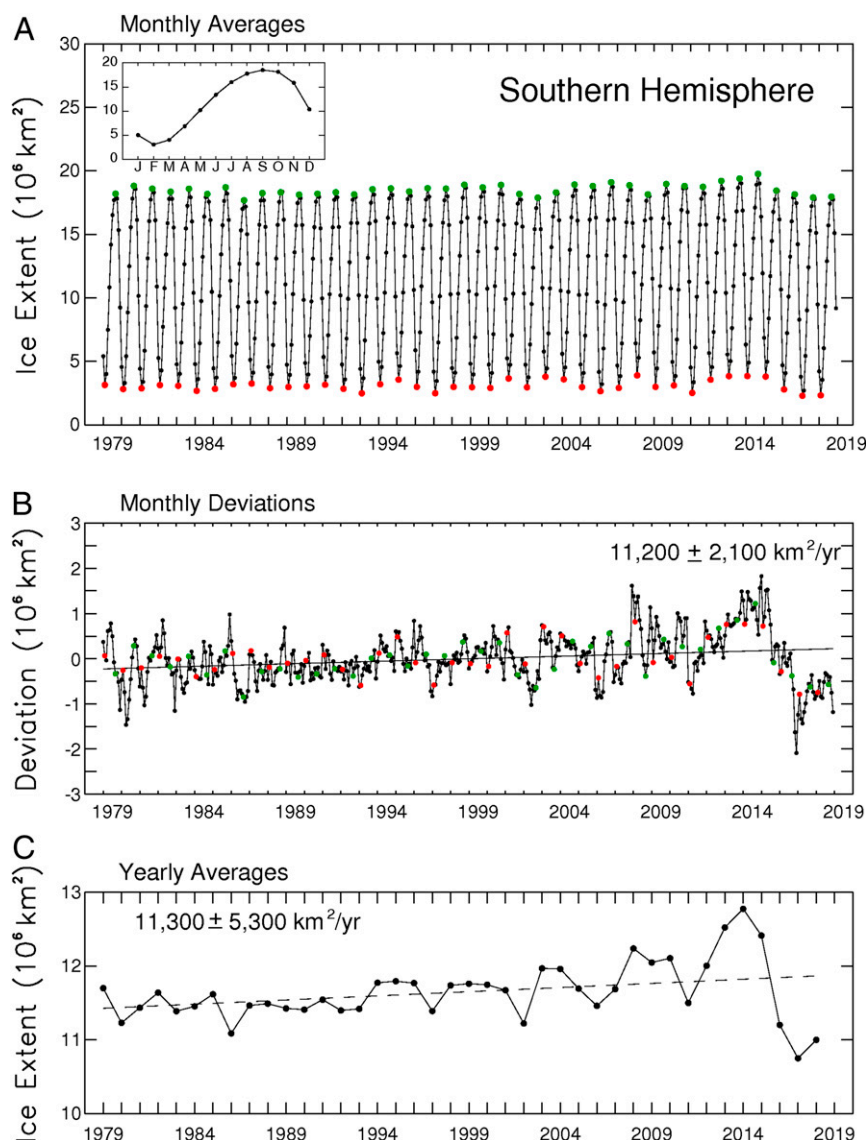 A Monthly Averages
Southern Hemisphere
Ice Extent (10⁶ km²)
30
25
20
15
10
5
0
20
15
10
5
0
J F M A M J J A S O N D
1979 1984 1989 1994 1999 2004 2009 2014 2019
B Monthly Deviations
11,200 ± 2,100 km²/yr
Deviation (10⁶ km²)
3
2
1
0
-1
-2
-3
1979 1984 1989 1994 1999 2004 2009 2014 2019
C Yearly Averages
11,300 ± 5,300 km²/yr
Ice Extent (10⁶ km²)
13
12
11
10
1979 1984 1989 1994 1999 2004 2009 2014 2019